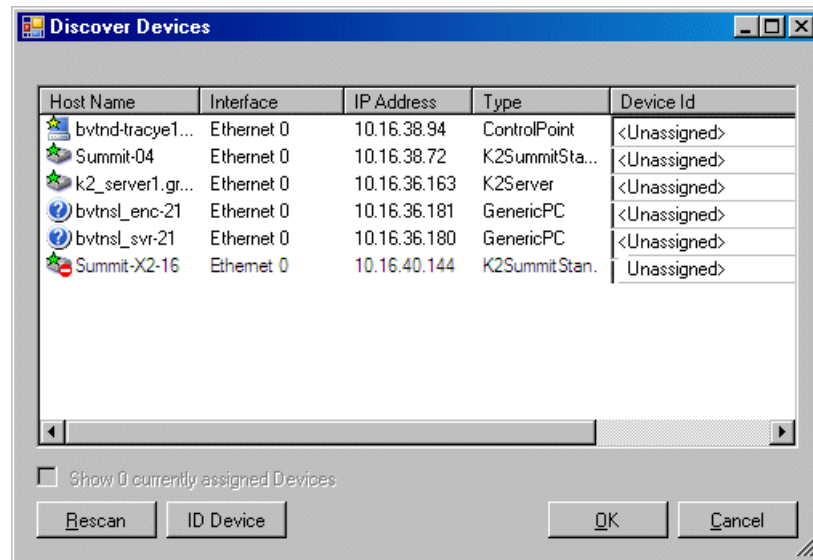 Discover Devices
Host Name Interface IP Address Type Device Id
bvtnd-tracye1... Ethernet 0 10.16.38.94 ControlPoint <Unassigned>
Summit-04 Ethernet 0 10.16.38.72 K2SummitSta... <Unassigned>
k2_server1.gr... Ethernet 0 10.16.36.163 K2Server <Unassigned>
bvtnsl_enc-21 Ethernet 0 10.16.36.181 GenericPC <Unassigned>
bvtnsl_svr-21 Ethernet 0 10.16.36.180 GenericPC <Unassigned>
Summit-X2-16 Ethernet 0 10.16.40.144 K2SummitStan. Unassigned>
Show 0 currently assigned Devices
Rescan ID Device OK Cancel